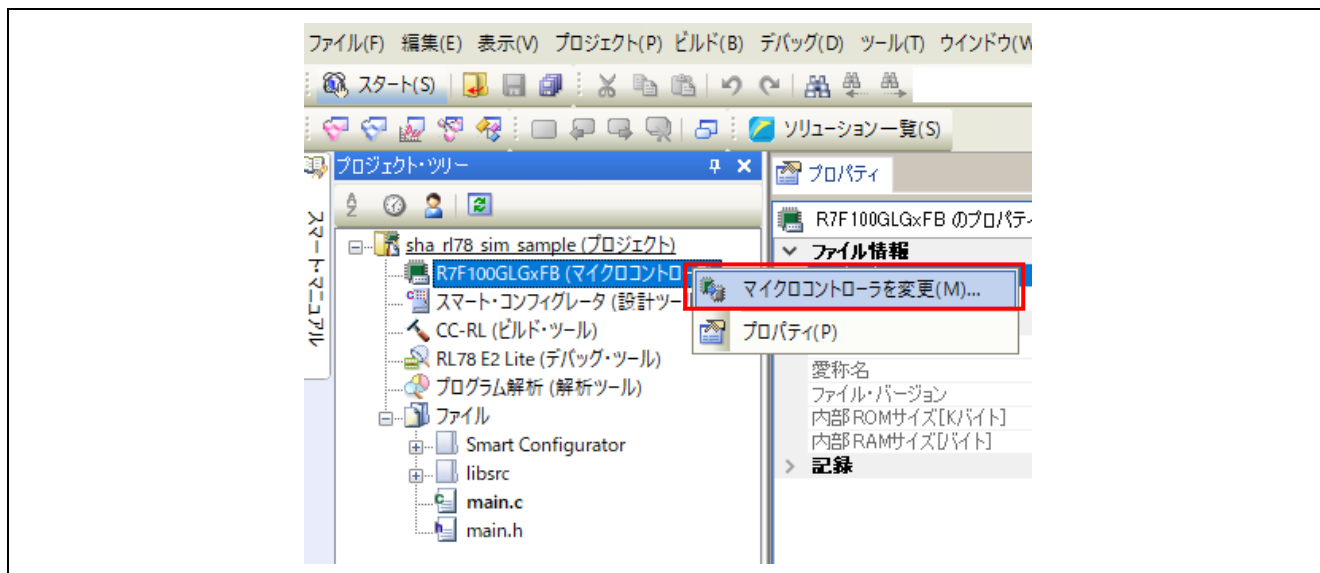 ファイル(F) 編集(E) 表示(V) プロジェクト(P) ビルド(B) デバッグ(D) ツール(T) ウインドウ(W
スタート(S)
ソリューション一覧(S)
プロジェクト・ツリー
プロパティ
スマートマニュアル
R7F100GLGxFB のプロパティ
sha_rl78_sim_sample (プロジェクト)
ファイル情報
R7F100GLGxFB (マイクロコントロ
マイクロコントローラを変更(M)...
スマート・コンフィグレータ (設計ツー
CC-RL (ビルド・ツール)
プロパティ(P)
RL78 E2 Lite (デバッグ・ツール)
愛称名
プログラム解析 (解析ツール)
ファイル・バージョン
ファイル
内部ROMサイズ[Kバイト]
Smart Configurator
内部RAMサイズ[バイト]
libsrc
記録
main.c
main.h